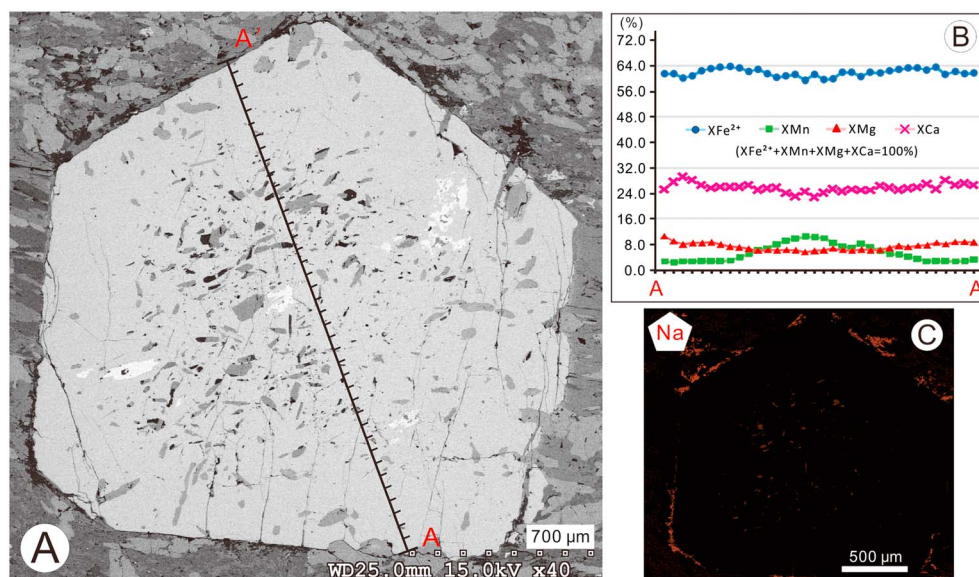 A'
A
A
700 µm
WD25.0mm 15.0kV x40
(%)
B
72.0
64.0
56.0
48.0
40.0
32.0
24.0
16.0
8.0
0.0
XFe²⁺ XMn XMg XCa
(XFe²⁺+XMn+XMg+XCa=100%)
A A
Na
C
500 µm